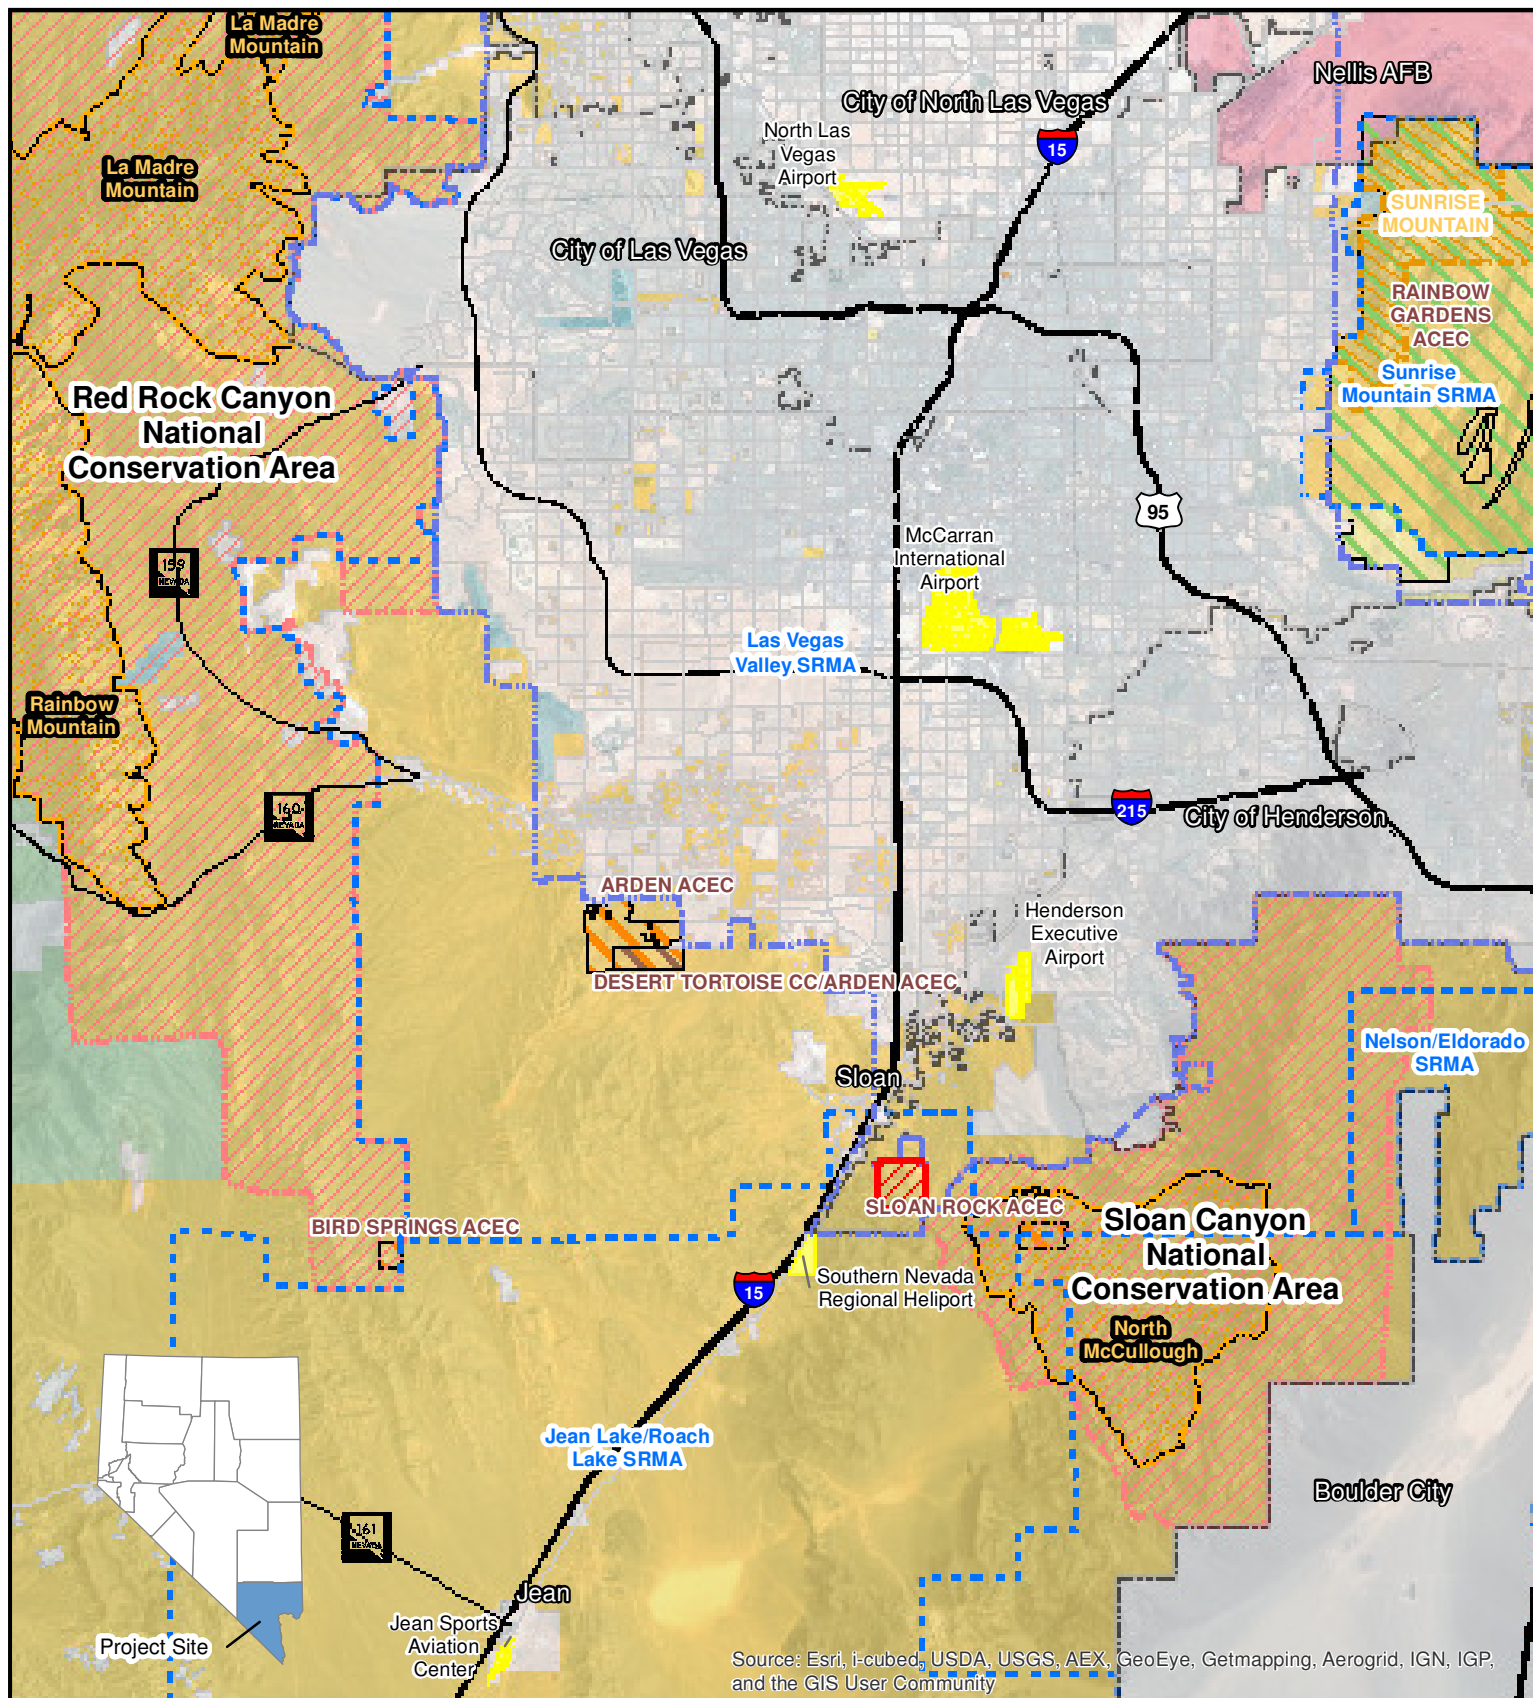 La Madre
Mountain
Nellis AFB
City of North Las Vegas
North Las
Vegas
Airport
15
La Madre
Mountain
SUNRISE
MOUNTAIN
City of Las Vegas
RAINBOW
GARDENS
ACEC
Sunrise
Mountain SRMA
Red Rock Canyon
National
Conservation Area
95
McCarran
International
Airport
159
NEVADA
Las Vegas
Valley SRMA
Rainbow
Mountain
160
NEVADA
215
City of Henderson
ARDEN ACEC
Henderson
Executive
Airport
DESERT TORTOISE CC/ARDEN ACEC
Nelson/Eldorado
SRMA
Sloan
SLOAN ROCK ACEC
BIRD SPRINGS ACEC
Sloan Canyon
National
Conservation Area
Southern Nevada
Regional Heliport
15
North
McCullough
Jean Lake/Roach
Lake SRMA
Boulder City
161
NEVADA
Jean
Jean Sports
Aviation
Center
Project Site
Source: Esri, i-cubed, USDA, USGS, AEX, GeoEye, Getmapping, Aerogrid, IGN, IGP,
and the GIS User Community